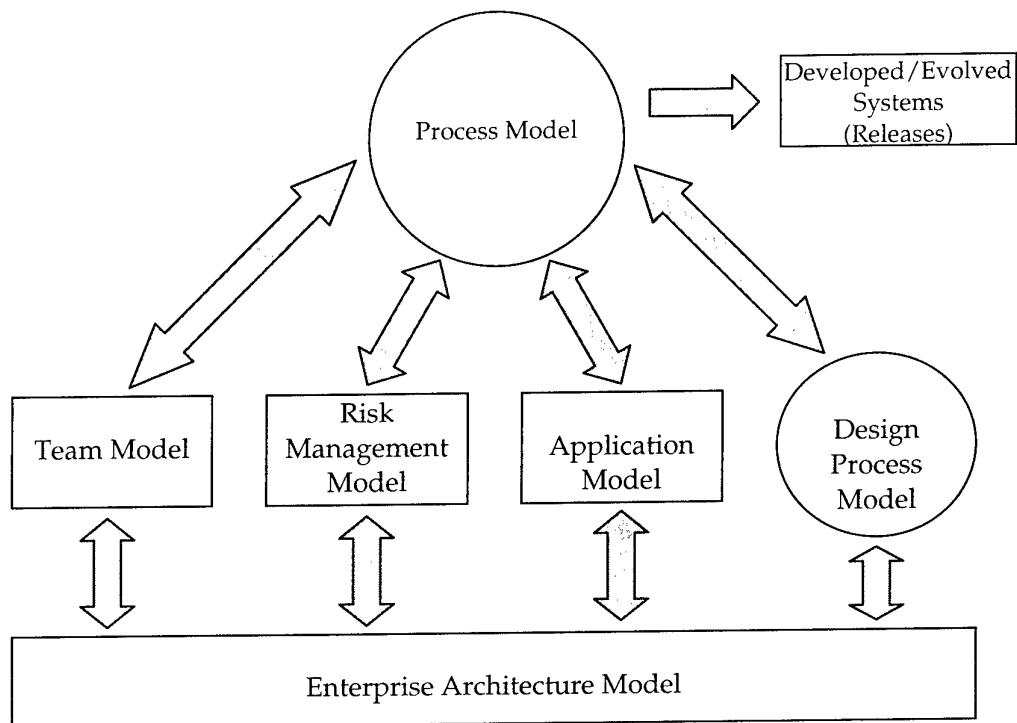 Process Model
Developed/Evolved
Systems
(Releases)
Team Model
Risk
Management
Model
Application
Model
Design
Process
Model
Enterprise Architecture Model